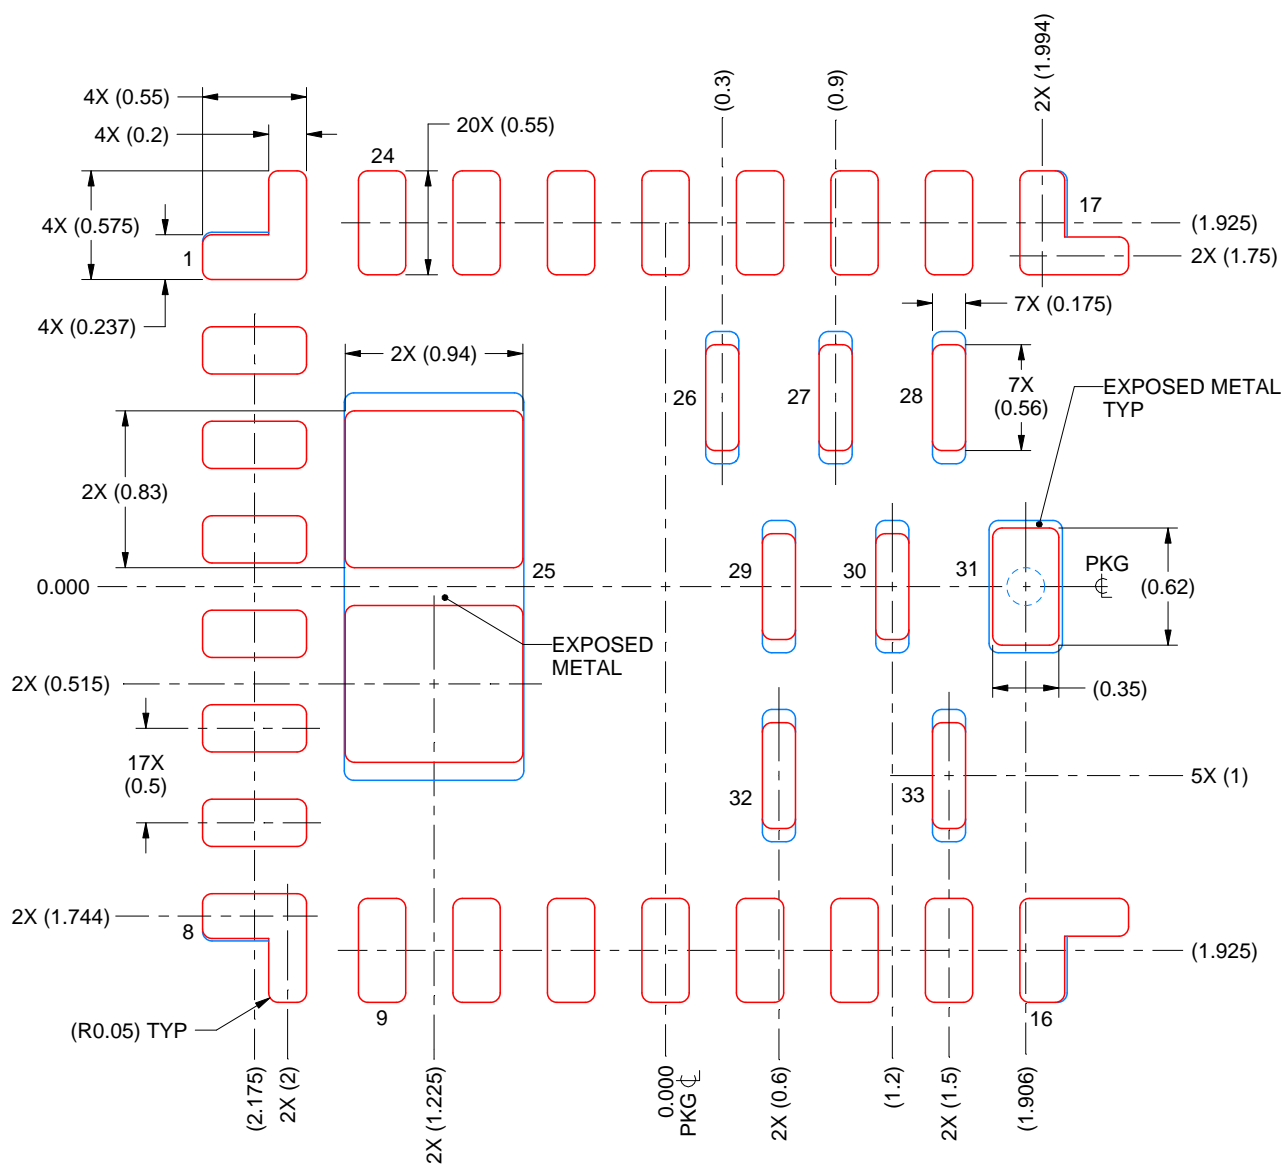 2X (1.994)
(0.3)
(0.9)
4X (0.55)
20X (0.55)
4X (0.2)
24
17
4X (0.575)
(1.925)
1
2X (1.75)
7X (0.175)
4X (0.237)
2X (0.94)
7X
(0.56)
EXPOSED METAL
TYP
26
27
28
2X (0.83)
0.000
25
29
30
31
PKG
(0.62)
EXPOSED
METAL
2X (0.515)
(0.35)
17X
(0.5)
5X (1)
32
33
2X (1.744)
8
(1.925)
(R0.05) TYP
9
16
(2.175)
2X (2)
2X (1.225)
0.000
PKG
2X (0.6)
(1.2)
2X (1.5)
(1.906)